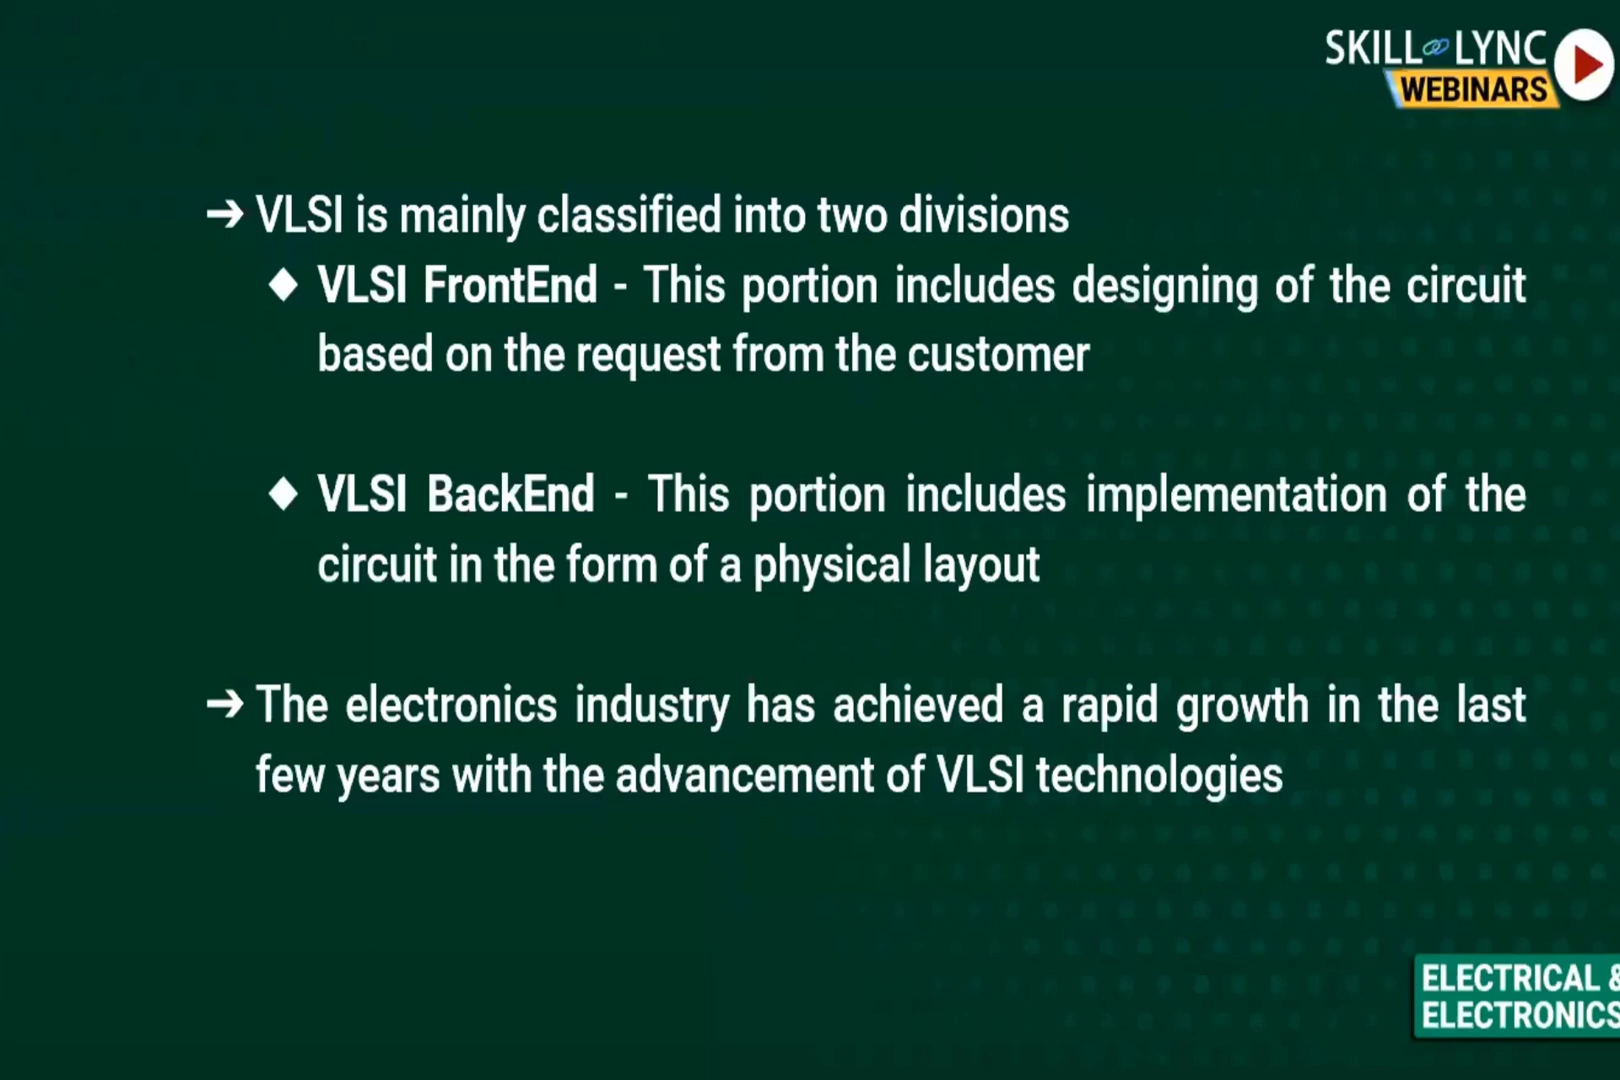 SKILL LYNC
WEBINARS
➔ VLSI is mainly classified into two divisions
◆ VLSI FrontEnd - This portion includes designing of the circuit
based on the request from the customer
◆ VLSI BackEnd - This portion includes implementation of the
circuit in the form of a physical layout
➔ The electronics industry has achieved a rapid growth in the last
few years with the advancement of VLSI technologies
ELECTRICAL &
ELECTRONICS